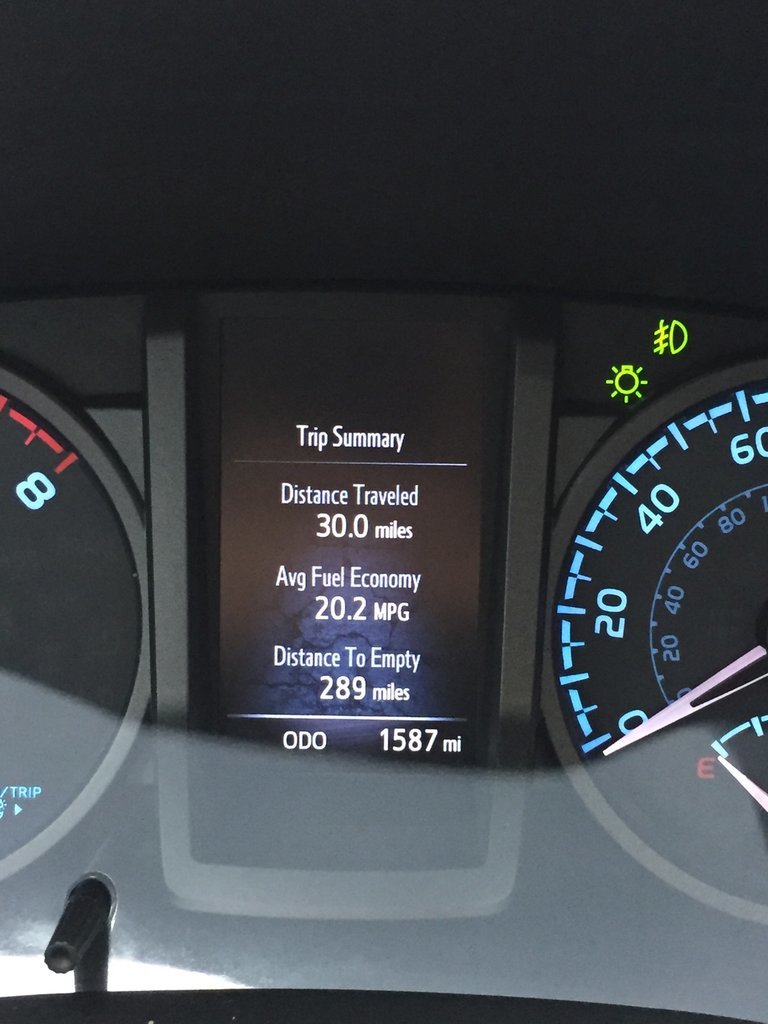 Trip Summary
Distance Traveled
30.0 miles
Avg Fuel Economy
20.2 MPG
Distance To Empty
289 miles
ODO 1587 mi
8
/TRIP
60
40
20
0
80
60
40
20
0
E